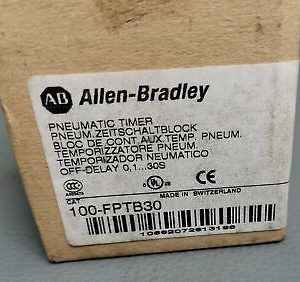 AB Allen-Bradley
PNEUMATIC TIMER
PNEUM.ZEITSCHALTBLOCK
BLOC DE CONT.AUX.TEMP. PNEUM.
TEMPORIZZATORE PNEUM.
TEMPORIZADOR NEUMATICO
OFF-DELAY 0,1...30S
MADE IN SWITZERLAND
CAT
100-FPTB30